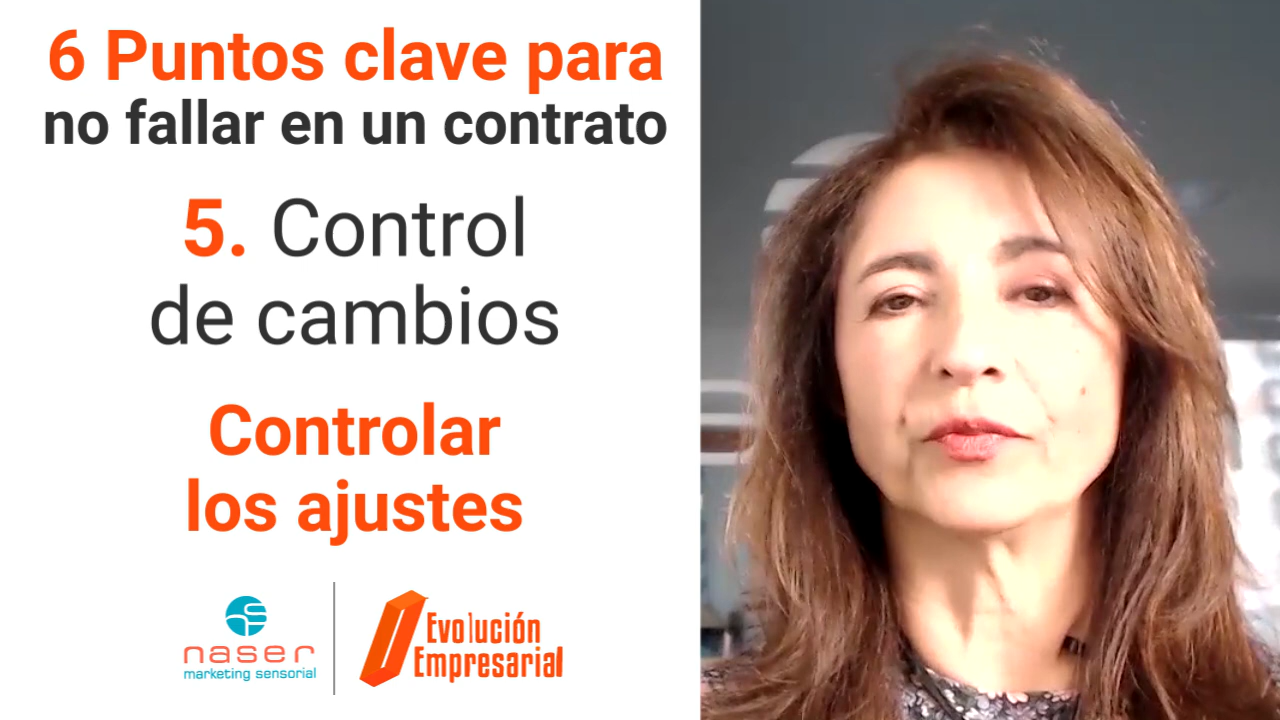 6 Puntos clave para
no fallar en un contrato
5. Control
de cambios
Controlar
los ajustes
naser
marketing sensorial
Evolución
Empresarial